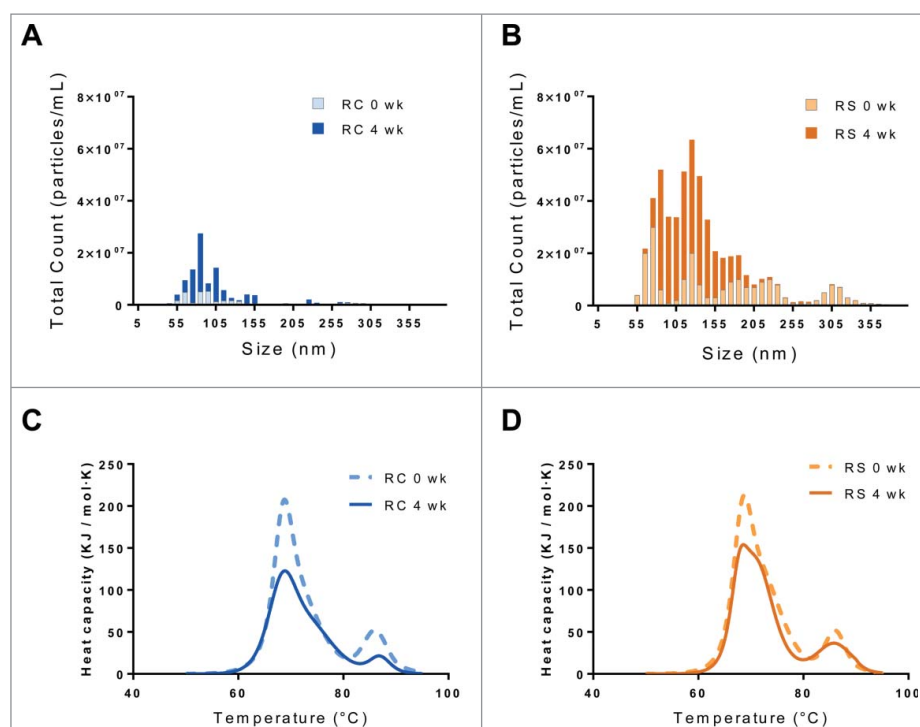 A
Total Count (particles/mL)
8×10⁰⁷
6×10⁰⁷
4×10⁰⁷
2×10⁰⁷
0
RC 0 wk
RC 4 wk
5 55 105 155 205 255 305 355
Size (nm)
B
Total Count (particles/mL)
8×10⁰⁷
6×10⁰⁷
4×10⁰⁷
2×10⁰⁷
0
RS 0 wk
RS 4 wk
5 55 105 155 205 255 305 355
Size (nm)
C
Heat capacity (KJ / mol·K)
250
200
150
100
50
0
RC 0 wk
RC 4 wk
40 60 80 100
Temperature (°C)
D
Heat capacity (KJ / mol·K)
250
200
150
100
50
0
RS 0 wk
RS 4 wk
40 60 80 100
Temperature (°C)